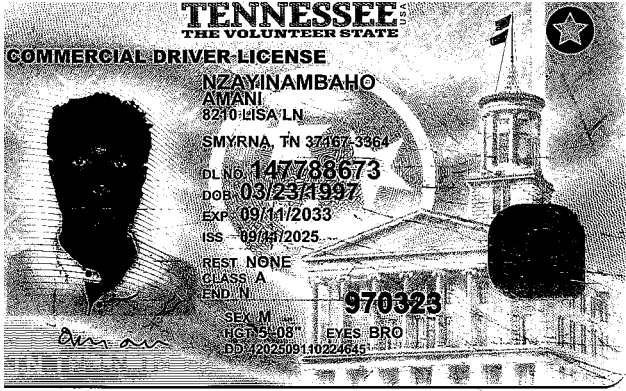 TENNESSEE USA
THE VOLUNTEER STATE
COMMERCIAL DRIVER LICENSE
NZAYINAMBAHO
AMANI
8210 LISA LN
SMYRNA, TN 37167-3364
DL NO. 147788673
DOB 03/23/1997
EXP 09/11/2033
ISS 09/11/2025
REST NONE
CLASS A
END N
970323
SEX M
HGT 5'-08" EYES BRO
DD 4202509110224645
Amani